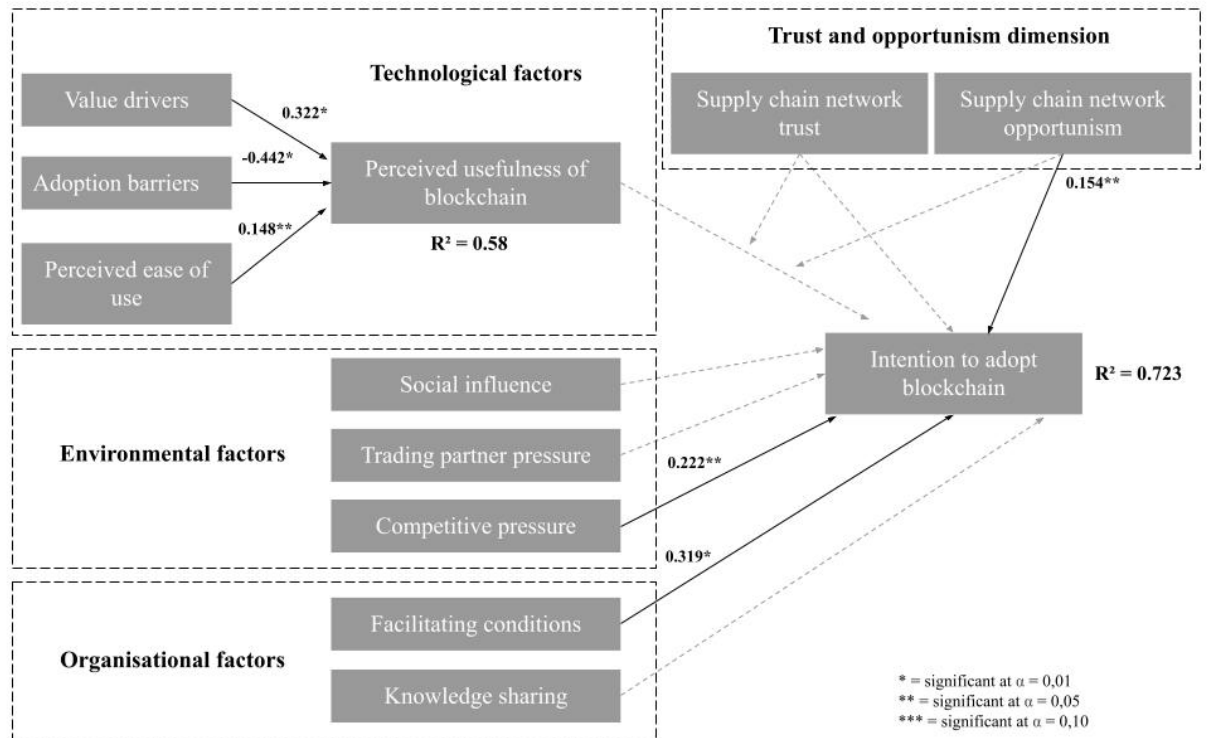 Trust and opportunism dimension
Technological factors
Value drivers
Supply chain network
trust
Supply chain network
opportunism
0.322*
-0.442*
Adoption barriers
Perceived usefulness of
blockchain
0.154**
0.148**
R² = 0.58
Perceived ease of
use
Intention to adopt
blockchain
R² = 0.723
Social influence
Environmental factors
Trading partner pressure
0.222**
Competitive pressure
0.319*
Facilitating conditions
Organisational factors
Knowledge sharing
* = significant at α = 0,01
** = significant at α = 0,05
*** = significant at α = 0,10